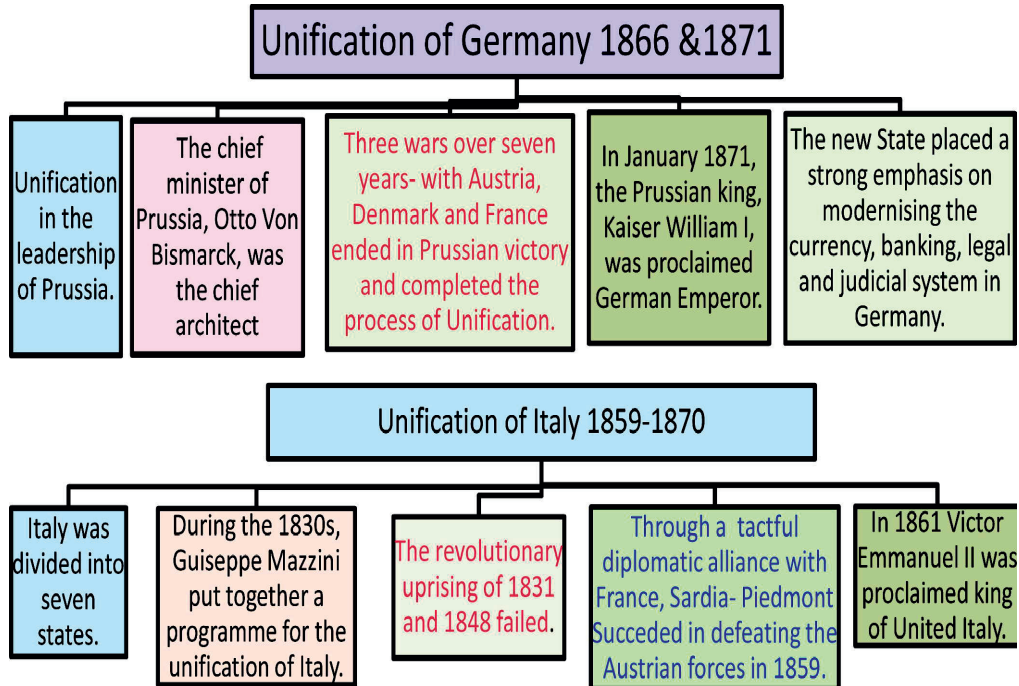 Unification of Germany 1866 &1871
Unification
in the
leadership
of Prussia.
The chief
minister of
Prussia, Otto Von
Bismarck, was
the chief
architect
Three wars over seven
years- with Austria,
Denmark and France
ended in Prussian victory
and completed the
process of Unification.
In January 1871,
the Prussian king,
Kaiser William I,
was proclaimed
German Emperor.
The new State placed a
strong emphasis on
modernising the
currency, banking, legal
and judicial system in
Germany.
Unification of Italy 1859-1870
Italy was
divided into
seven
states.
During the 1830s,
Guiseppe Mazzini
put together a
programme for the
unification of Italy.
The revolutionary
uprising of 1831
and 1848 failed.
Through a tactful
diplomatic alliance with
France, Sardia- Piedmont
Succeded in defeating the
Austrian forces in 1859.
In 1861 Victor
Emmanuel II was
proclaimed king
of United Italy.